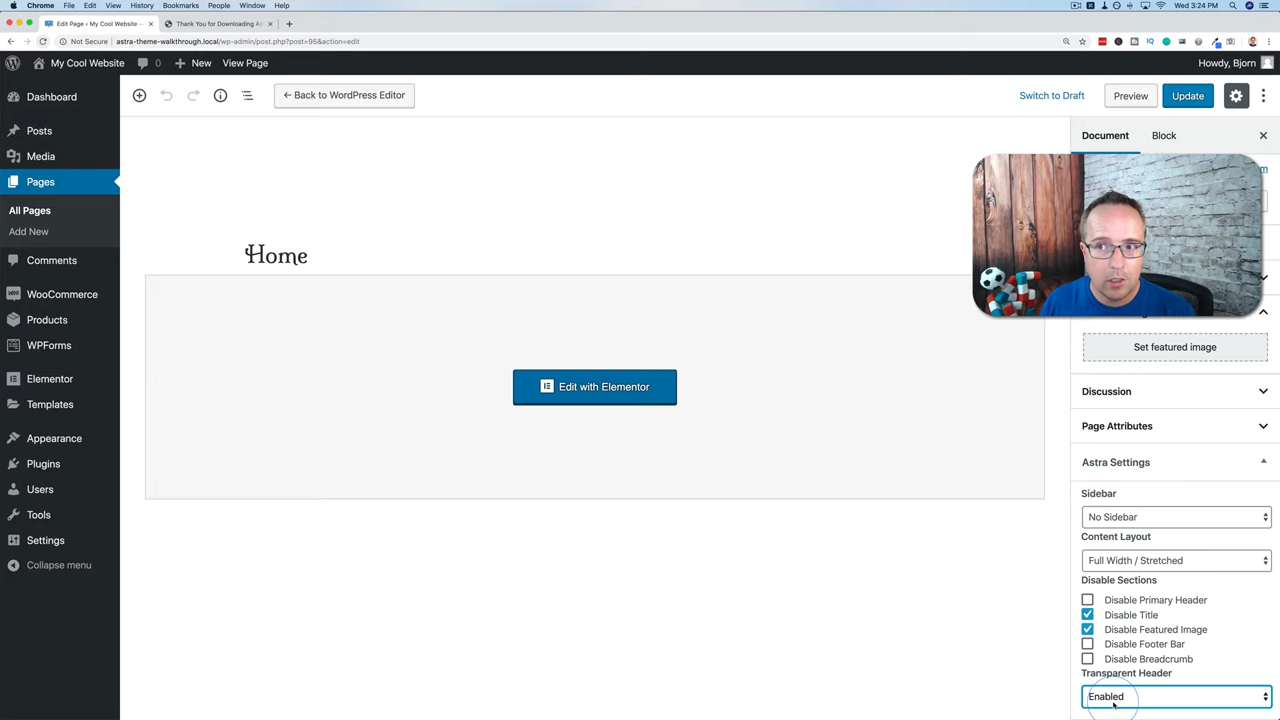 Chrome File Edit View History Bookmarks People Window Help
Wed 3:24 PM
Edit Page ‹ My Cool Website —
Thank You for Downloading As
Not Secure astra-theme-walkthrough.local/wp-admin/post.php?post=95&action=edit
My Cool Website 0 New View Page Howdy, Bjorn
Dashboard
Posts
Media
Pages
All Pages
Add New
Comments
WooCommerce
Products
WPForms
Elementor
Templates
Appearance
Plugins
Users
Tools
Settings
Collapse menu
← Back to WordPress Editor
Switch to Draft
Preview
Update
Home
Edit with Elementor
Document Block
Set featured image
Discussion
Page Attributes
Astra Settings
Sidebar
No Sidebar
Content Layout
Full Width / Stretched
Disable Sections
Disable Primary Header
Disable Title
Disable Featured Image
Disable Footer Bar
Disable Breadcrumb
Transparent Header
Enabled